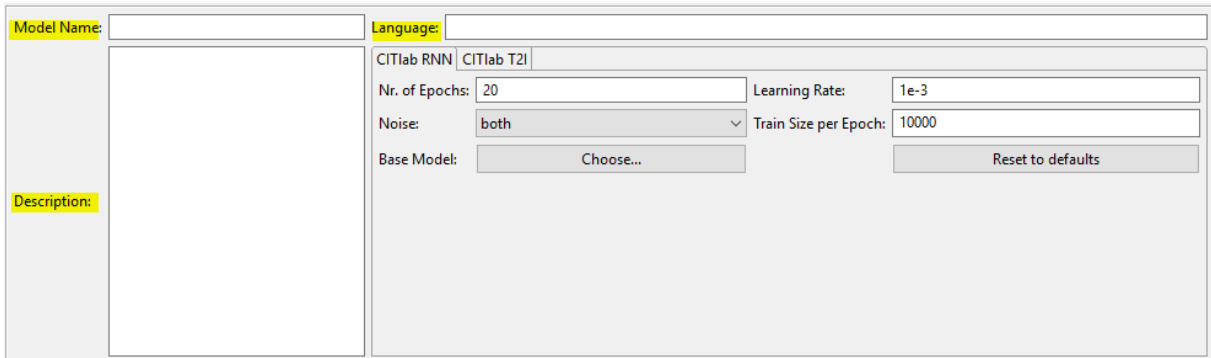 Model Name:
Language:
CITlab RNN
CITlab T2I
Nr. of Epochs: 20
Learning Rate: 1e-3
Noise: both
Train Size per Epoch: 10000
Base Model: Choose...
Reset to defaults
Description: